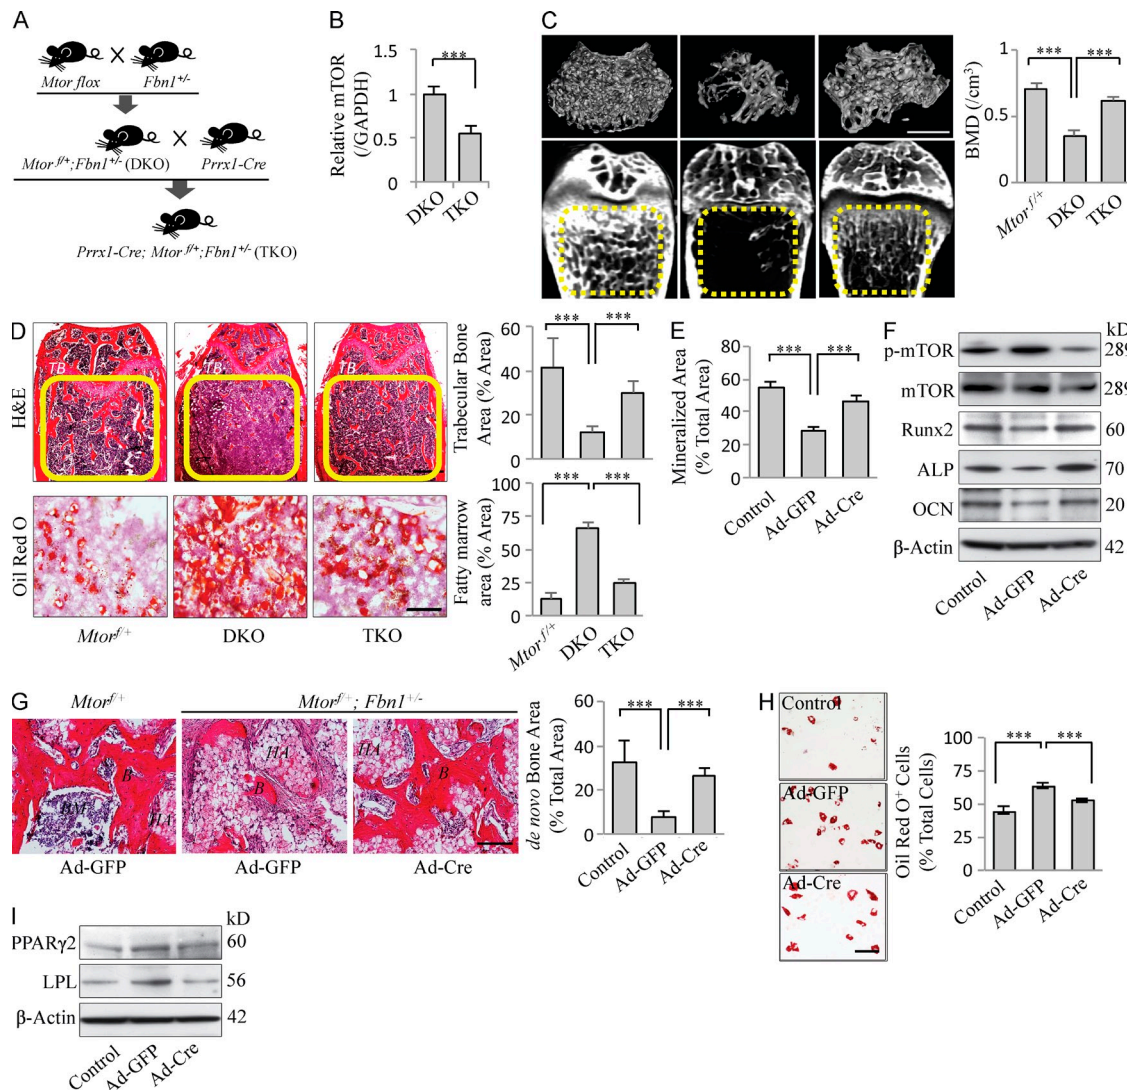 A
Mtor flox
Fbn1+/-
Mtor f/+;Fbn1+/- (DKO)
Prrx1-Cre
Prrx1-Cre; Mtor f/+;Fbn1+/- (TKO)
B
Relative mTOR
(/GAPDH)
1.5
1
0.5
0
***
DKO
TKO
C
BMD (/cm3)
1
0.5
0
***
***
Mtor f/+
DKO
TKO
D
H&E
TB
TB
TB
Oil Red O
Mtorf/+
DKO
TKO
Trabecular Bone
Area (% Area)
60
40
20
0
***
***
Fatty marrow
area (% Area)
100
75
50
25
0
***
***
Mtor f/+
DKO
TKO
E
Mineralized Area
(% Total Area)
80
60
40
20
0
***
***
Control
Ad-GFP
Ad-Cre
F
kD
p-mTOR
289
mTOR
289
Runx2
60
ALP
70
OCN
20
β-Actin
42
Control
Ad-GFP
Ad-Cre
G
Mtorf/+
Mtorf/+; Fbn1+/-
B
BM
HA
HA
B
HA
B
Ad-GFP
Ad-GFP
Ad-Cre
de novo Bone Area
(% Total Area)
60
40
20
0
***
***
Control
Ad-GFP
Ad-Cre
H
Control
Ad-GFP
Ad-Cre
Oil Red O+ Cells
(% Total Cells)
100
75
50
25
0
***
***
Control
Ad-GFP
Ad-Cre
I
kD
PPARγ2
60
LPL
56
β-Actin
42
Control
Ad-GFP
Ad-Cre